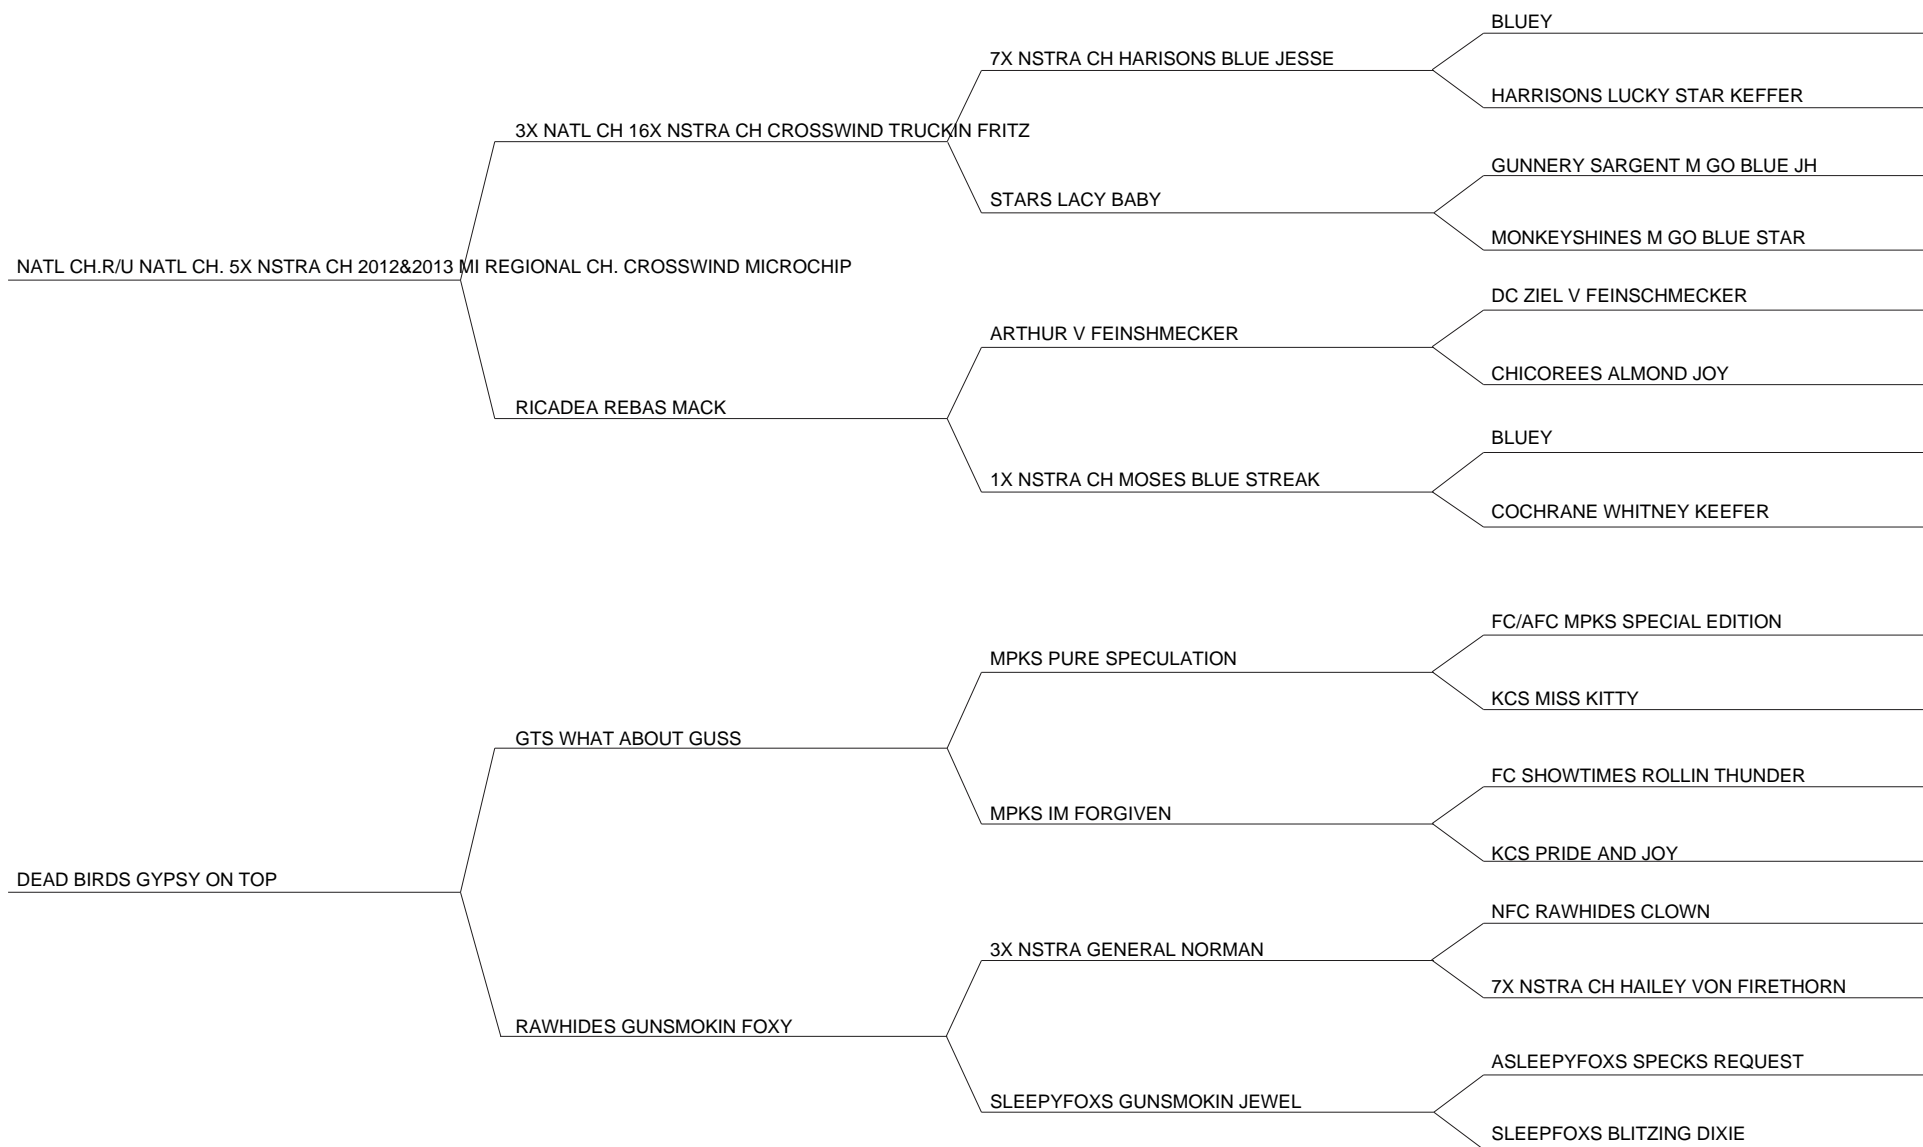 BLUEY
7X NSTRA CH HARISONS BLUE JESSE
HARRISONS LUCKY STAR KEFFER
3X NATL CH 16X NSTRA CH CROSSWIND TRUCKIN FRITZ
GUNNERY SARGENT M GO BLUE JH
STARS LACY BABY
MONKEYSHINES M GO BLUE STAR
NATL CH.R/U NATL CH. 5X NSTRA CH 2012&2013 MI REGIONAL CH. CROSSWIND MICROCHIP
DC ZIEL V FEINSCHMECKER
ARTHUR V FEINSHMECKER
CHICOREES ALMOND JOY
RICADEA REBAS MACK
BLUEY
1X NSTRA CH MOSES BLUE STREAK
COCHRANE WHITNEY KEEFER
FC/AFC MPKS SPECIAL EDITION
MPKS PURE SPECULATION
KCS MISS KITTY
GTS WHAT ABOUT GUSS
FC SHOWTIMES ROLLIN THUNDER
MPKS IM FORGIVEN
KCS PRIDE AND JOY
DEAD BIRDS GYPSY ON TOP
NFC RAWHIDES CLOWN
3X NSTRA GENERAL NORMAN
7X NSTRA CH HAILEY VON FIRETHORN
RAWHIDES GUNSMOKIN FOXY
ASLEEPYFOXS SPECKS REQUEST
SLEEPYFOXS GUNSMOKIN JEWEL
SLEEPFOXS BLITZING DIXIE